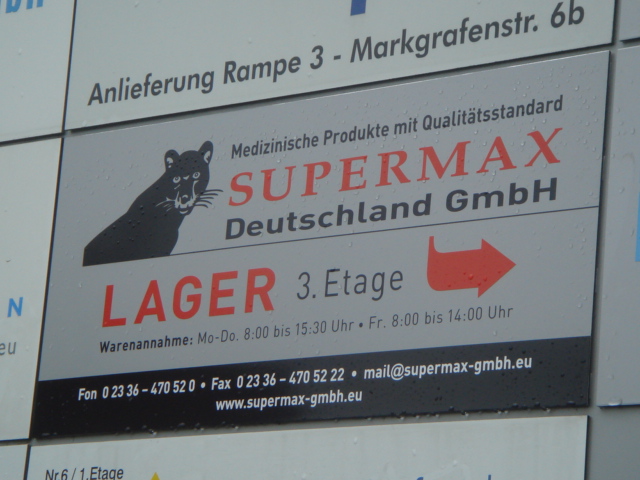 Anlieferung Rampe 3 - Markgrafenstr. 6b
Medizinische Produkte mit Qualitätsstandard
SUPERMAX
Deutschland GmbH
LAGER 3. Etage
Warenannahme: Mo-Do. 8:00 bis 15:30 Uhr • Fr. 8:00 bis 14:00 Uhr
Fon 0 23 36 – 470 52 0 • Fax 0 23 36 – 470 52 22 • mail@supermax-gmbh.eu
www.supermax-gmbh.eu
N
eu
Nr.6 / 1.Etage